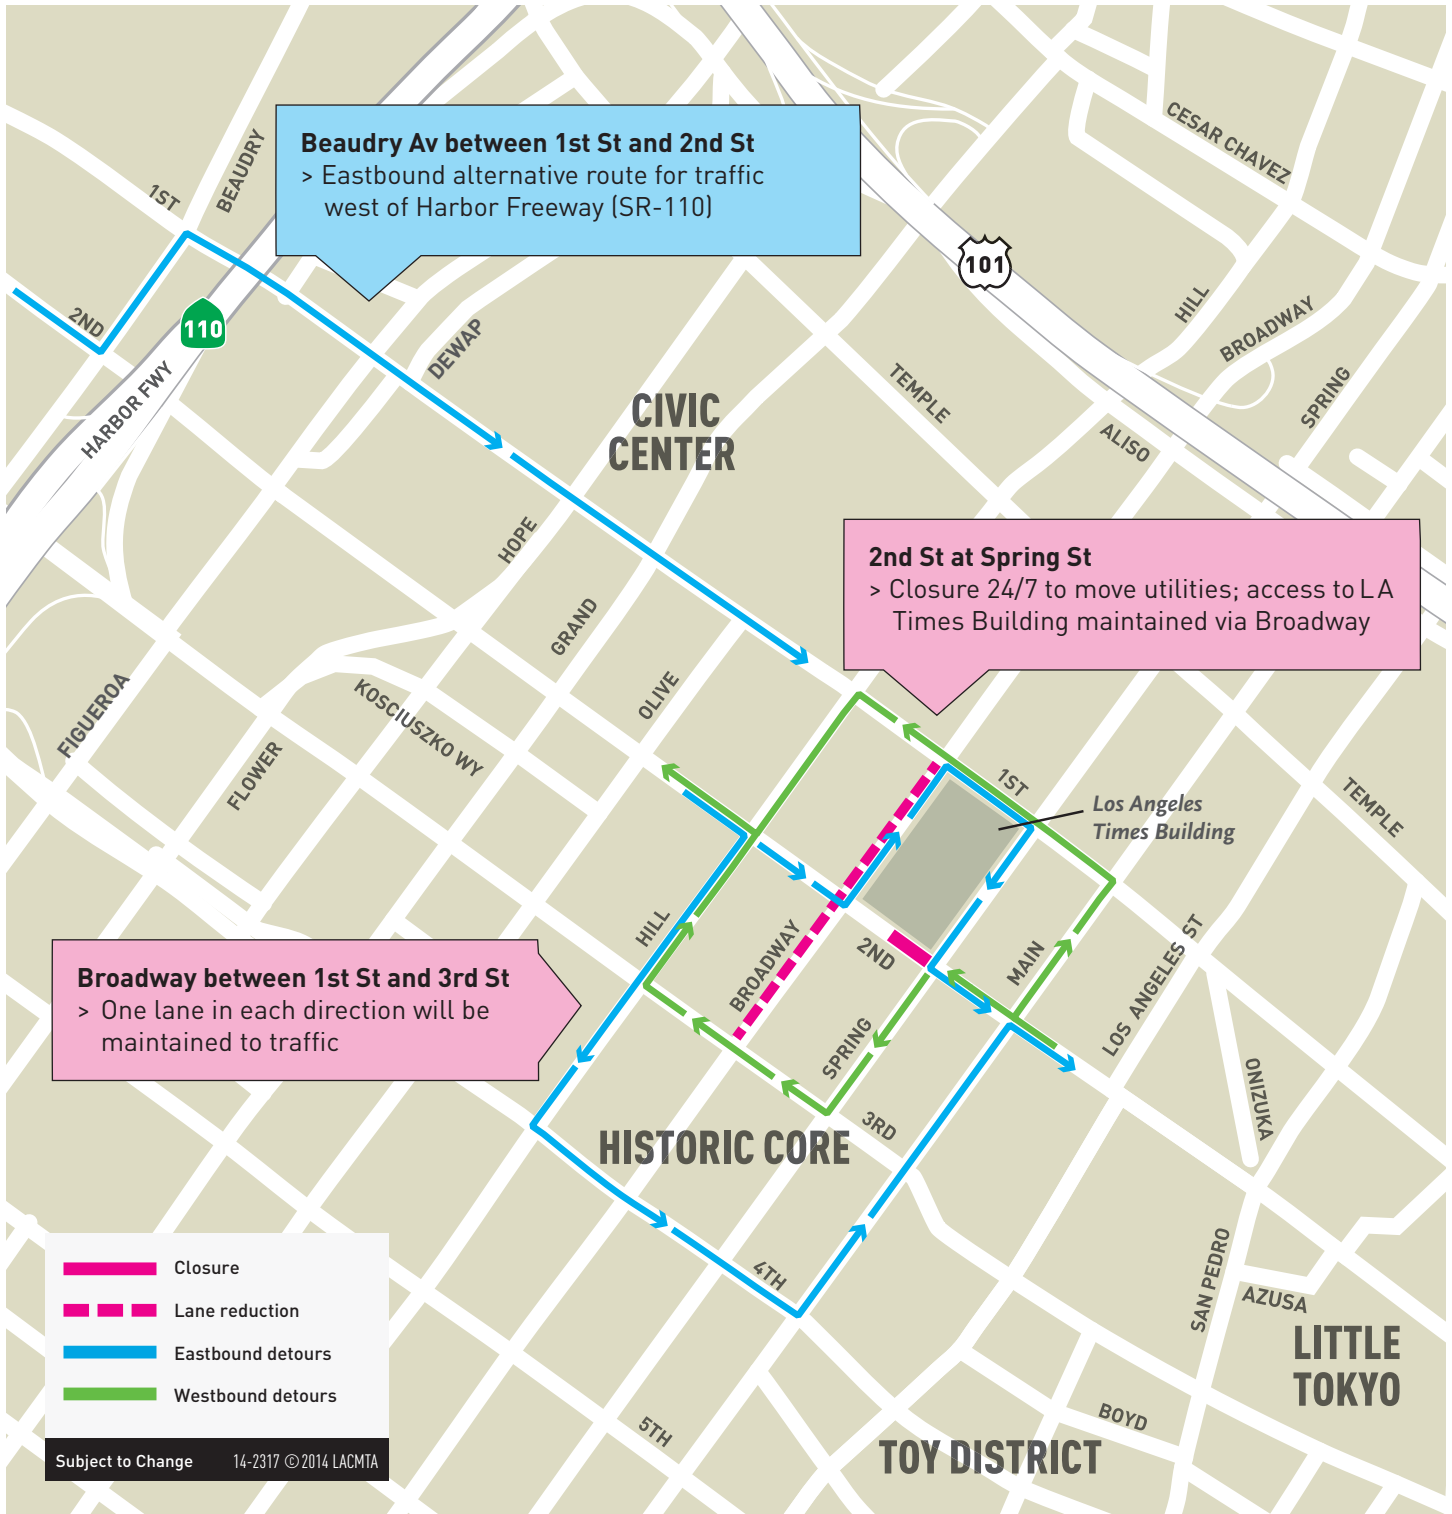 Beaudry Av between 1st St and 2nd St
> Eastbound alternative route for traffic
west of Harbor Freeway (SR-110)
CESAR CHAVEZ
BEAUDRY
1ST
101
2ND
110
HILL
BROADWAY
SPRING
DEWAP
HARBOR FWY
TEMPLE
CIVIC
CENTER
ALISO
HOPE
2nd St at Spring St
> Closure 24/7 to move utilities; access to LA
Times Building maintained via Broadway
GRAND
OLIVE
FIGUEROA
KOSCIUSZKO WY
FLOWER
1ST
Los Angeles
Times Building
TEMPLE
HILL
BROADWAY
2ND
MAIN
LOS ANGELES ST
Broadway between 1st St and 3rd St
> One lane in each direction will be
maintained to traffic
SPRING
ONIZUKA
3RD
HISTORIC CORE
4TH
SAN PEDRO
AZUSA
LITTLE
TOKYO
BOYD
5TH
TOY DISTRICT
Closure
Lane reduction
Eastbound detours
Westbound detours
Subject to Change 14-2317 ©2014 LACMTA